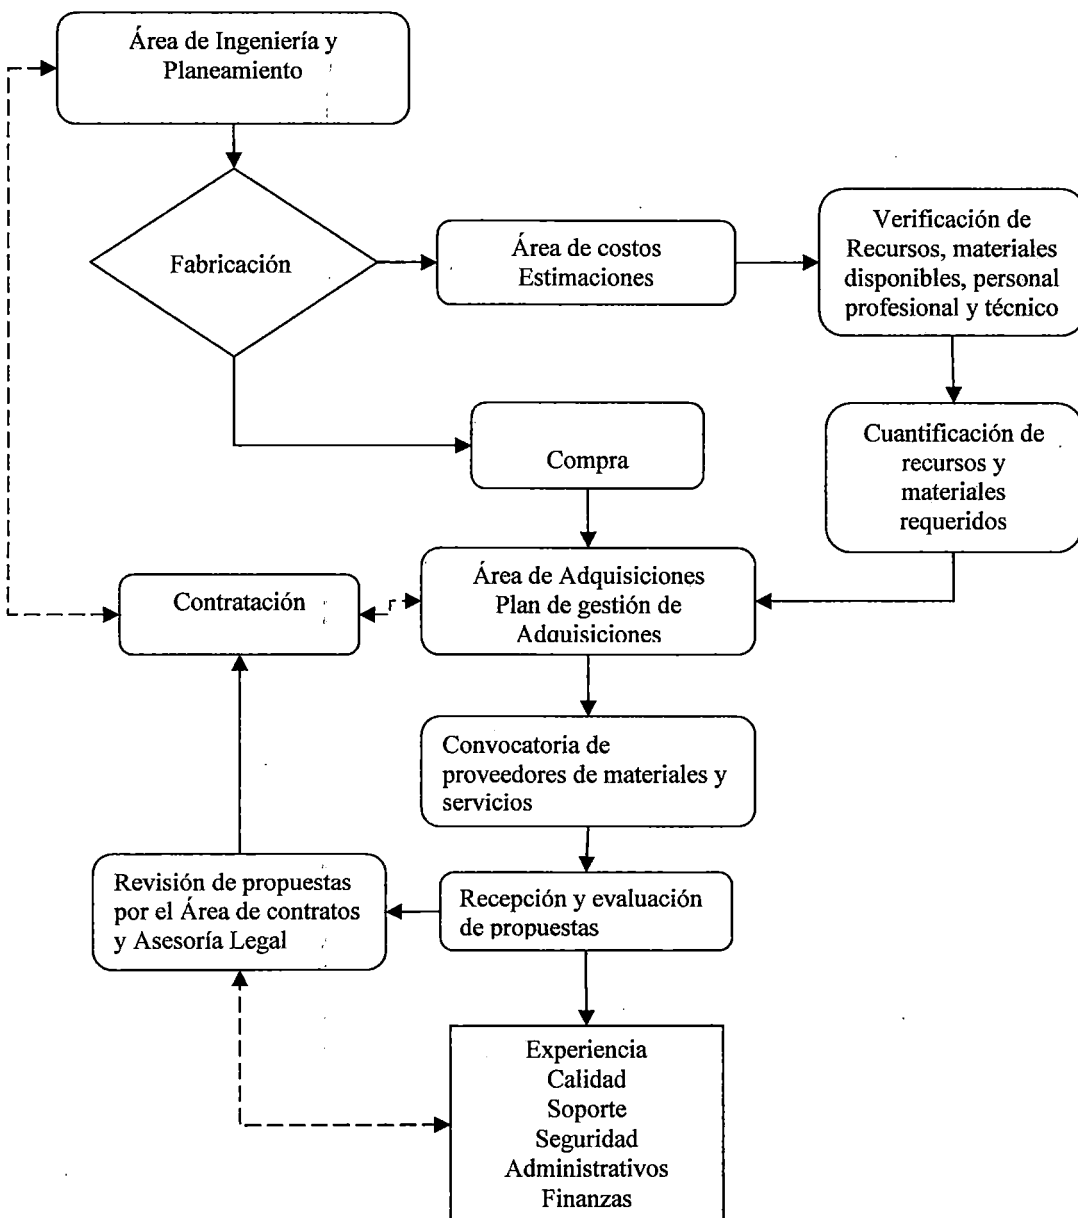 Área de Ingeniería y
Planeamiento
Fabricación
Área de costos
Estimaciones
Verificación de
Recursos, materiales
disponibles, personal
profesional y técnico
Compra
Cuantificación de
recursos y
materiales
requeridos
Contratación
Área de Adquisiciones
Plan de gestión de
Adquisiciones
Convocatoria de
proveedores de materiales y
servicios
Revisión de propuestas
por el Área de contratos
y Asesoría Legal
Recepción y evaluación
de propuestas
Experiencia
Calidad
Soporte
Seguridad
Administrativos
Finanzas